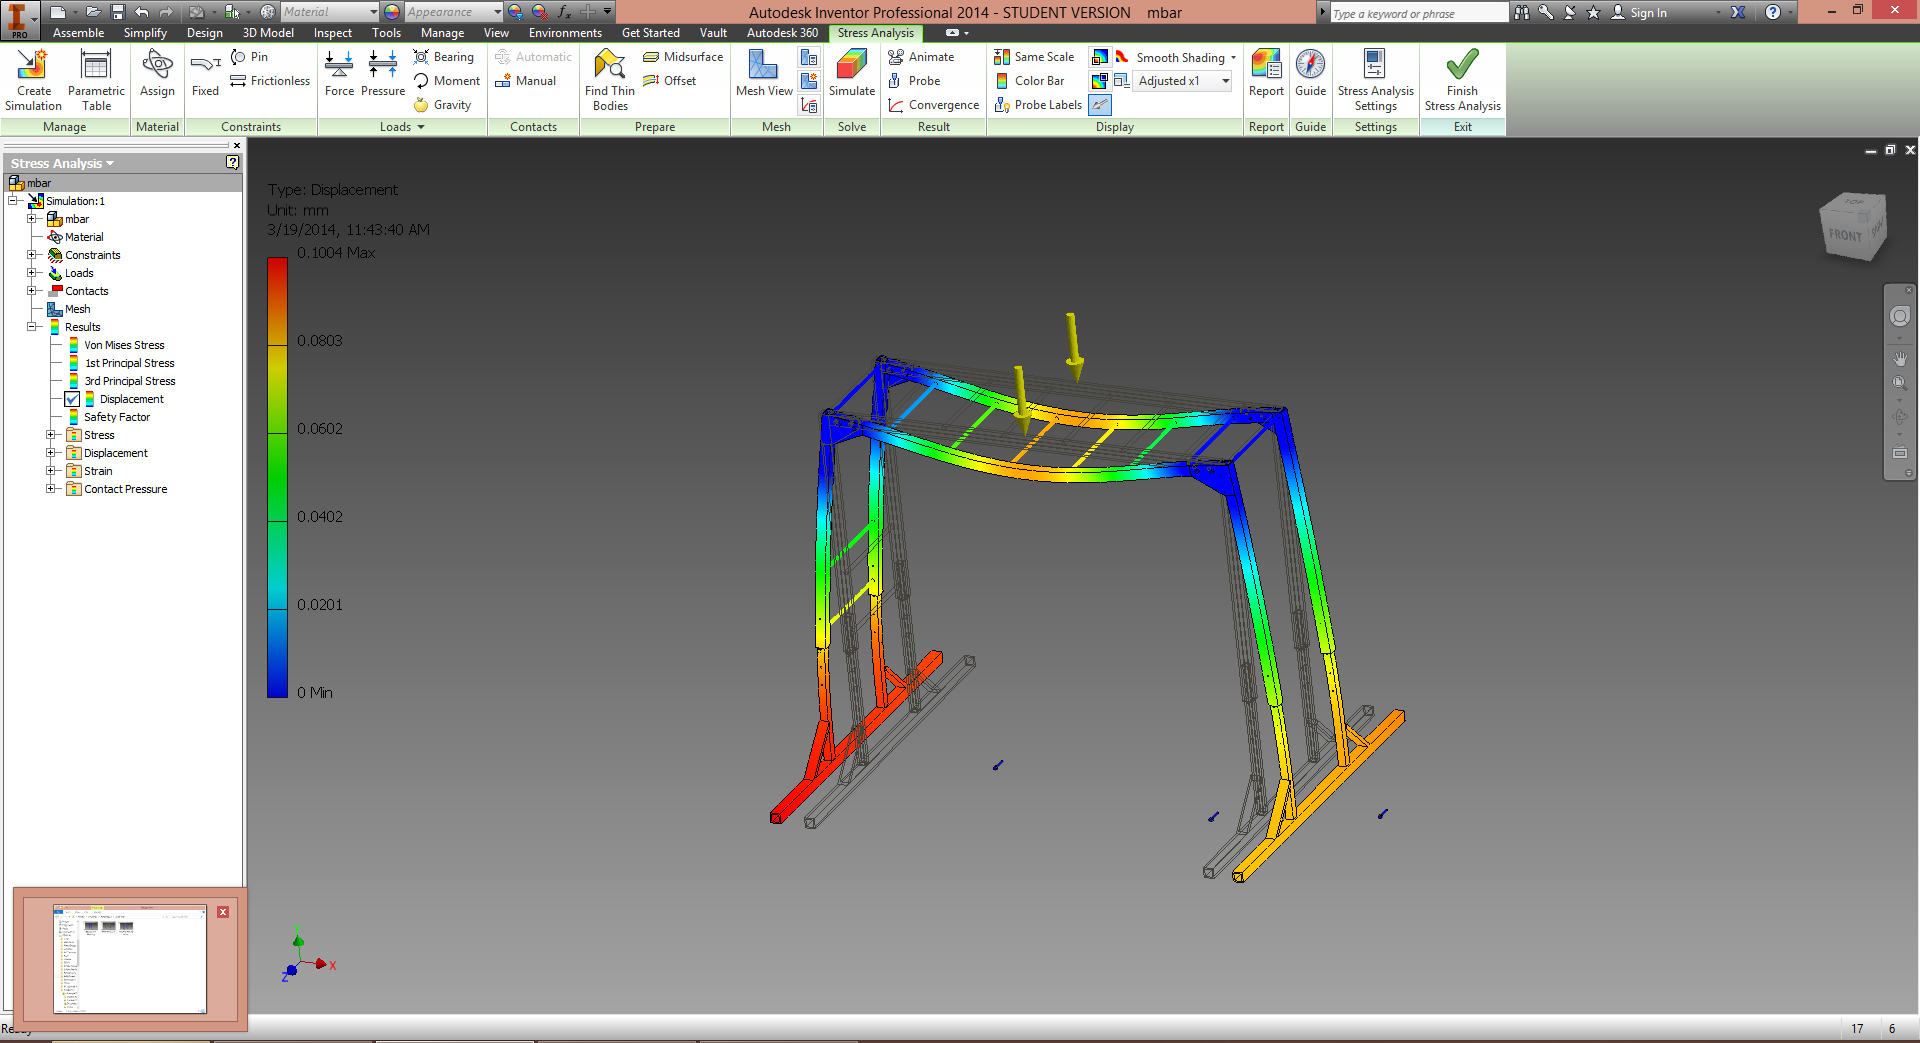 Autodesk Inventor Professional 2014 - STUDENT VERSION mbar
Material
Appearance
Type a keyword or phrase
Sign In
PRO
Assemble Simplify Design 3D Model Inspect Tools Manage View Environments Get Started Vault Autodesk 360 Stress Analysis
Create Simulation
Parametric Table
Manage
Assign
Material
Fixed
Pin
Frictionless
Constraints
Force
Pressure
Bearing
Moment
Gravity
Loads
Automatic
Manual
Contacts
Find Thin Bodies
Midsurface
Offset
Prepare
Mesh View
Mesh
Simulate
Solve
Animate
Probe
Convergence
Result
Same Scale
Color Bar
Probe Labels
Smooth Shading
Adjusted x1
Display
Report
Report
Guide
Guide
Stress Analysis Settings
Settings
Finish Stress Analysis
Exit
Stress Analysis
mbar
Simulation:1
mbar
Material
Constraints
Loads
Contacts
Mesh
Results
Von Mises Stress
1st Principal Stress
3rd Principal Stress
Displacement
Safety Factor
Stress
Displacement
Strain
Contact Pressure
Type: Displacement
Unit: mm
3/19/2014, 11:43:40 AM
0.1004 Max
0.0803
0.0602
0.0402
0.0201
0 Min
TOP
FRONT
Y
X
Z
17 6